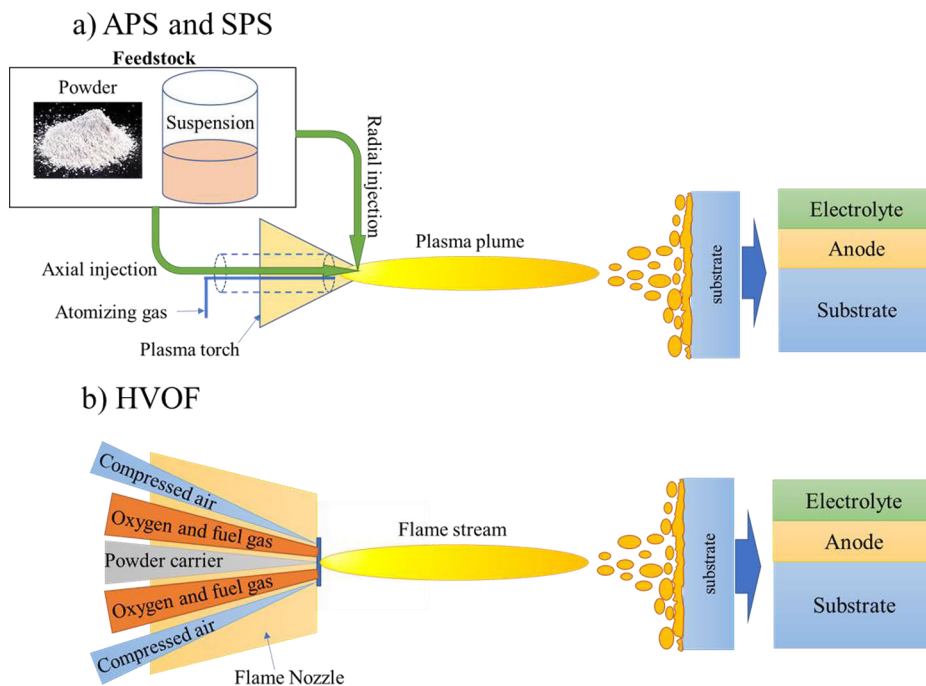 a) APS and SPS
Feedstock
Powder
Suspension
Radial injection
Axial injection
Atomizing gas
Plasma torch
Plasma plume
substrate
Electrolyte
Anode
Substrate
b) HVOF
Compressed air
Oxygen and fuel gas
Powder carrier
Oxygen and fuel gas
Compressed air
Flame Nozzle
Flame stream
substrate
Electrolyte
Anode
Substrate